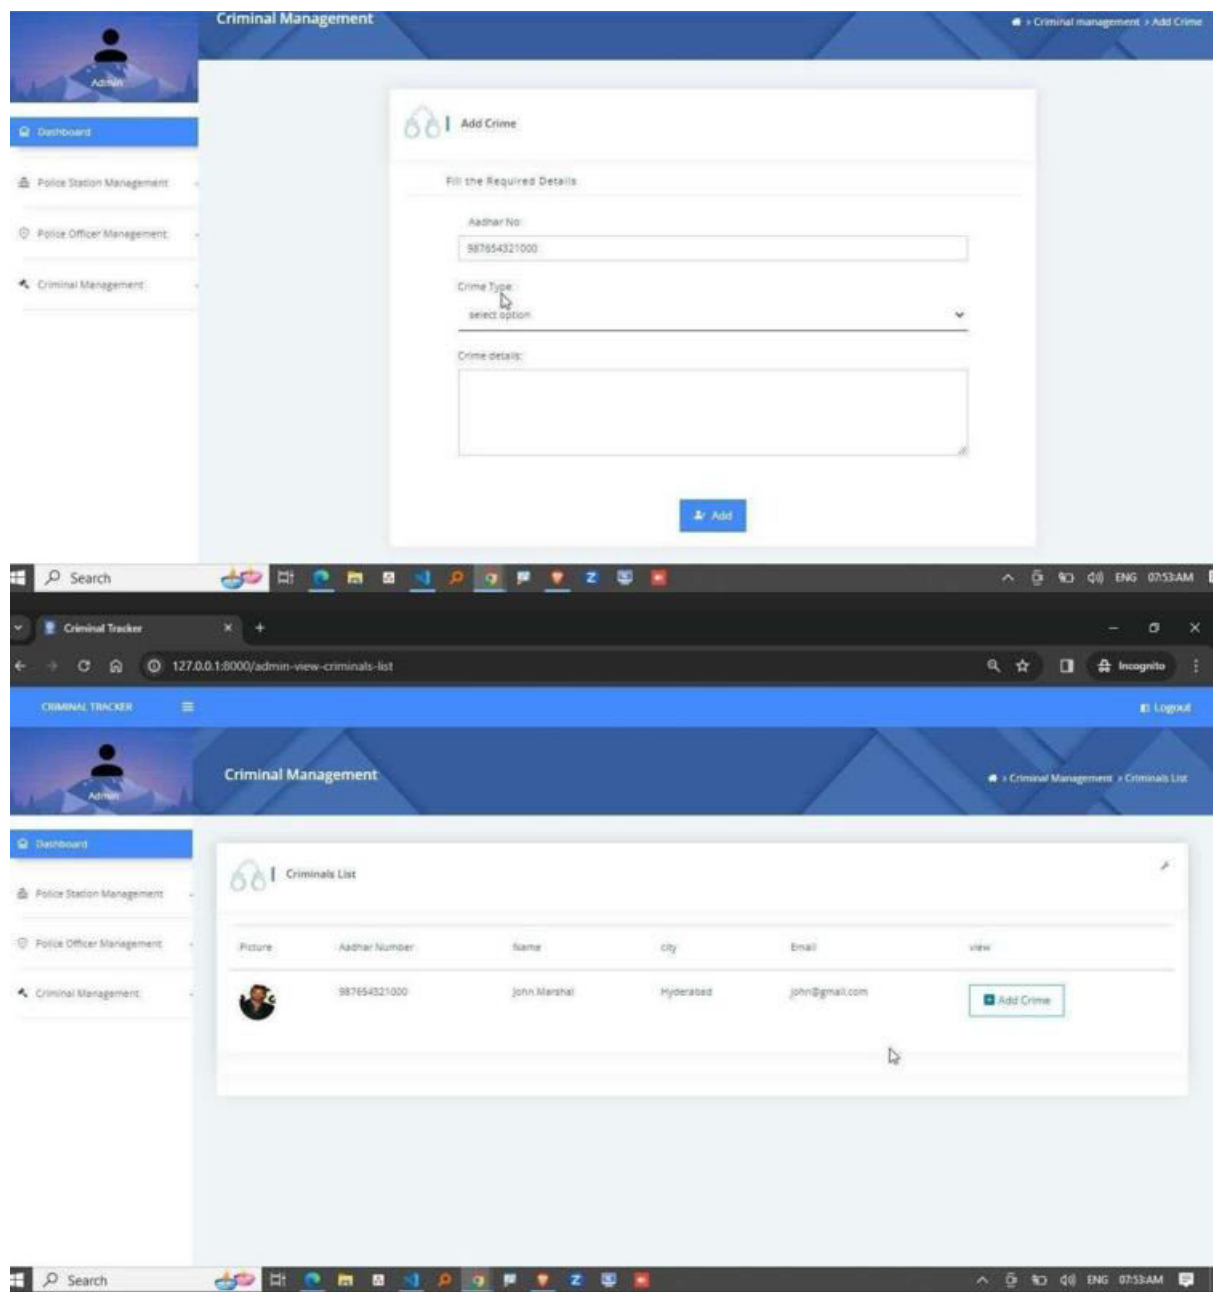 Criminal Management
> Criminal management > Add Crime
Admin
Dashboard
Police Station Management
Police Officer Management
Criminal Management
Add Crime
Fill the Required Details
Aadhar No:
987654321000
Crime Type:
select option
Crime details:
Add
Search
ENG 07:53AM
Criminal Tracker
127.0.0.1:8000/admin-view-criminals-list
Incognito
CRIMINAL TRACKER
Logout
Criminal Management
> Criminal Management > Criminals List
Admin
Dashboard
Police Station Management
Police Officer Management
Criminal Management
Criminals List
Picture Aadhar Number Name city Email view
987654321000 John Marshal Hyderabad john@gmail.com Add Crime
Search
ENG 07:53AM